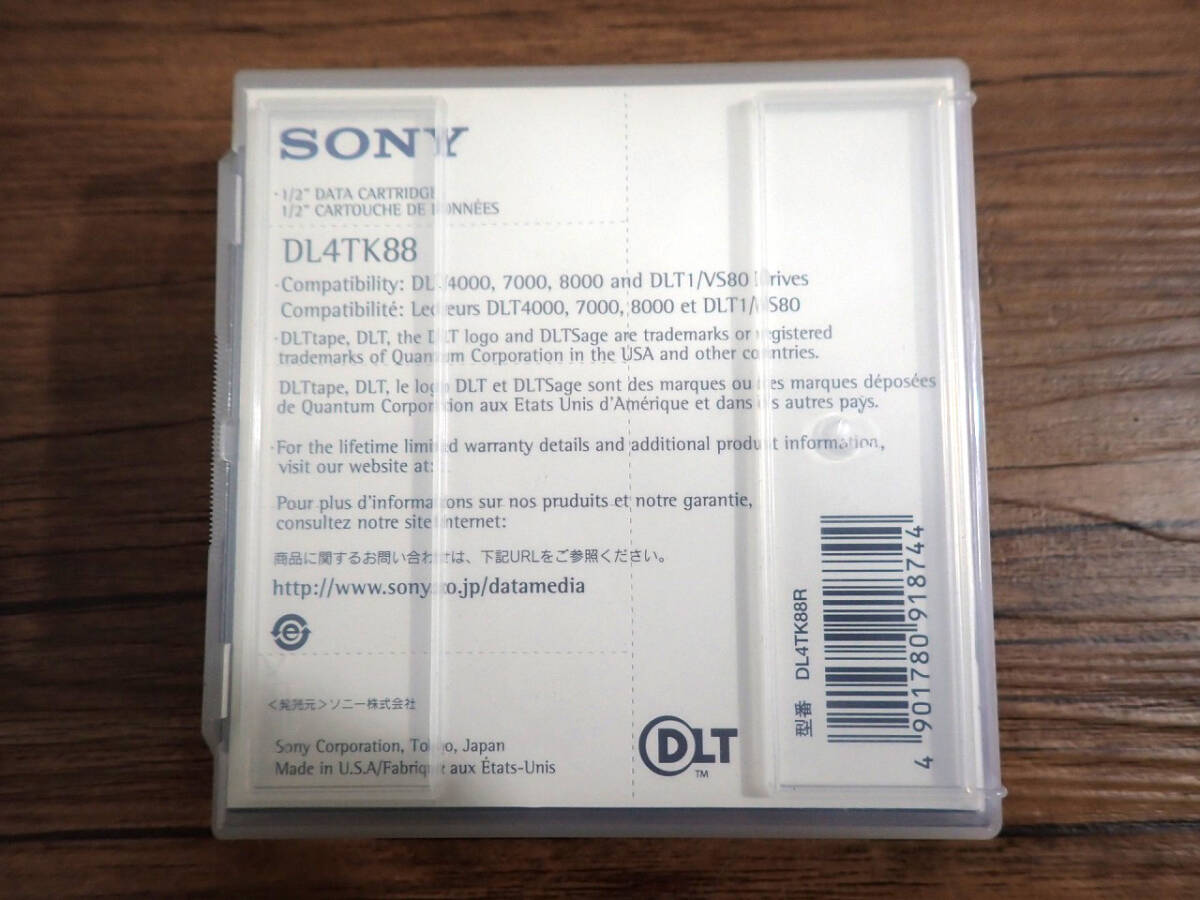 SONY
·1/2" DATA CARTRIDGE
1/2" CARTOUCHE DE DONNÉES
DL4TK88
·Compatibility: DLT4000, 7000, 8000 and DLT1/VS80 Drives
Compatibilité: Lecteurs DLT4000, 7000, 8000 et DLT1/VS80
·DLTtape, DLT, the DLT logo and DLTSage are trademarks or registered
trademarks of Quantum Corporation in the USA and other countries.
DLTtape, DLT, le logo DLT et DLTSage sont des marques ou des marques déposées
de Quantum Corporation aux Etats Unis d'Amérique et dans les autres pays.
·For the lifetime limited warranty details and additional product information,
visit our website at:
Pour plus d'informations sur nos pruduits et notre garantie,
consultez notre site internet:
商品に関するお問い合わせは、下記URLをご参照ください。
http://www.sony.co.jp/datamedia
<発売元>ソニー株式会社
Sony Corporation, Tokyo, Japan
Made in U.S.A/Fabriqué aux États-Unis
DLT
TM
型番 DL4TK88R
4 901780 918744